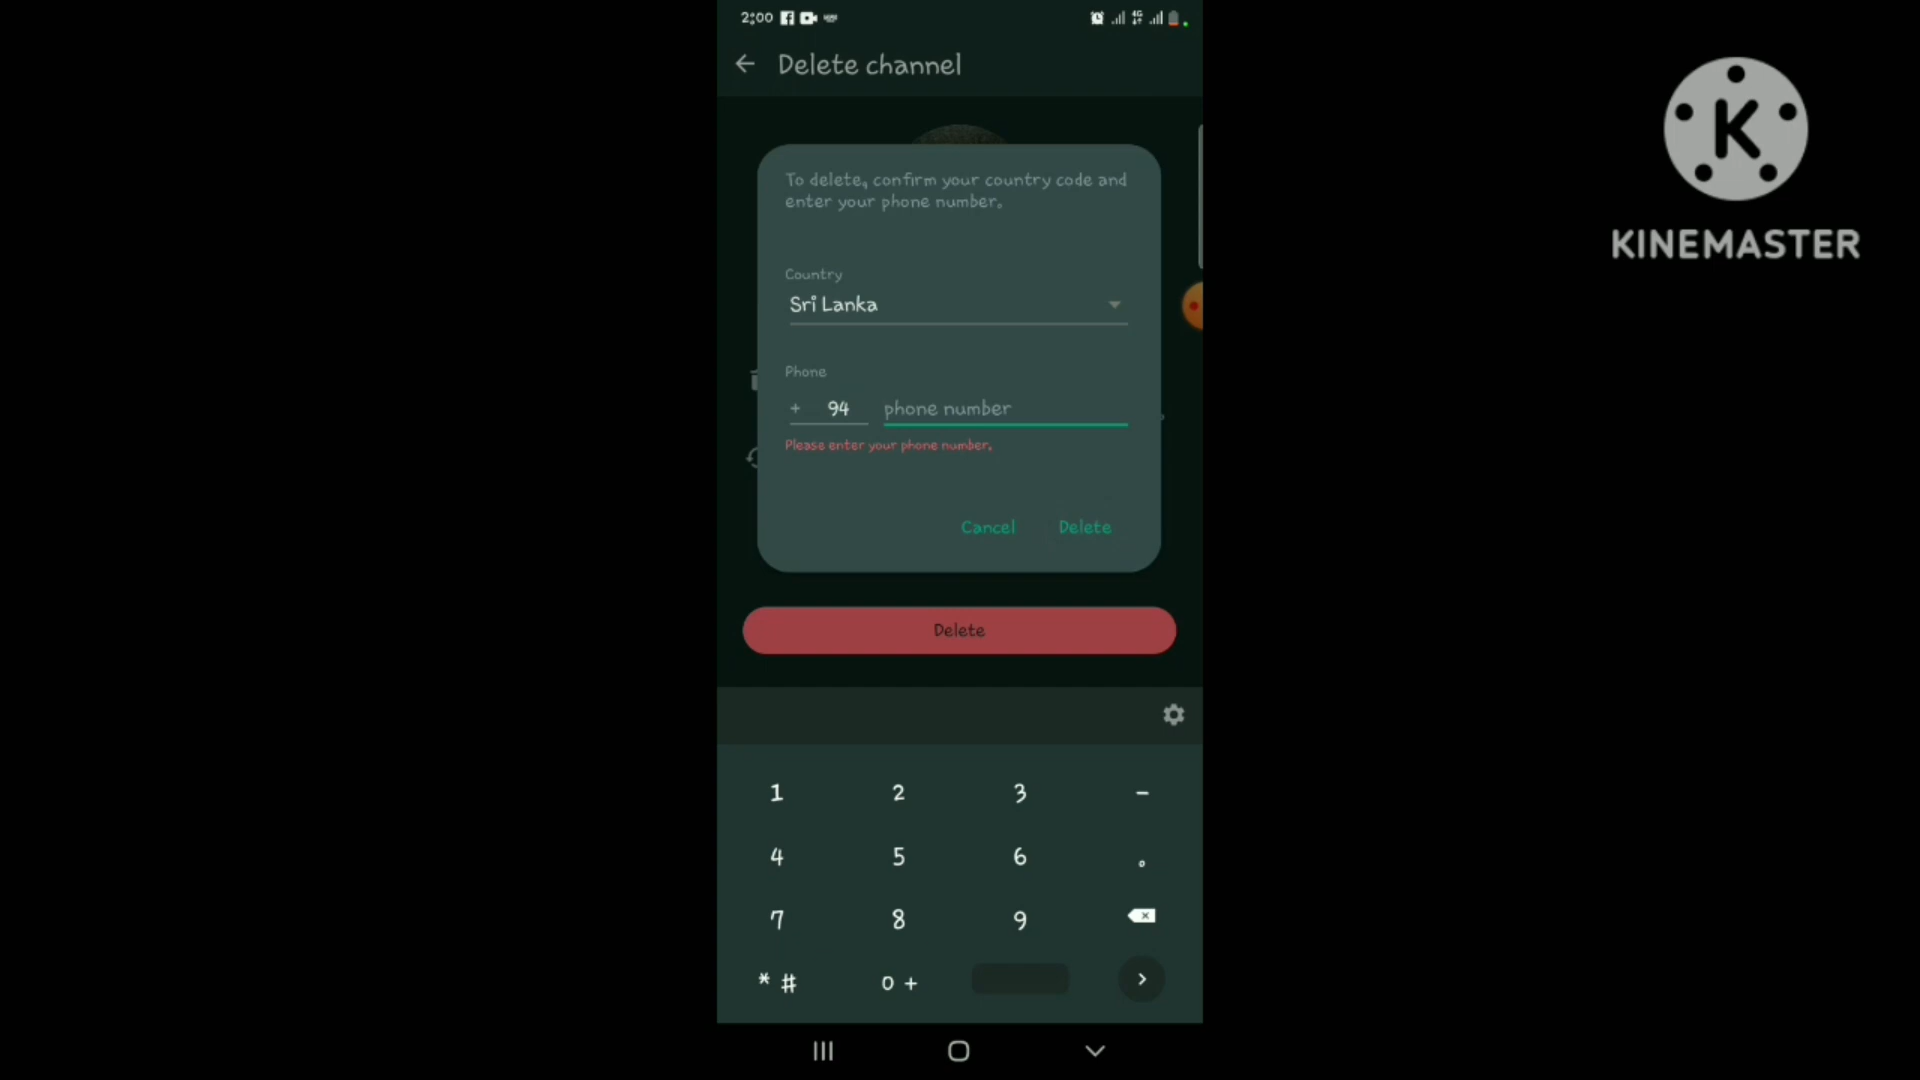 2:00
4G
Delete channel
K
KINEMASTER
To delete, confirm your country code and
enter your phone number.
Country
Sri Lanka
Phone
+ 94 phone number
Please enter your phone number.
Cancel Delete
Delete
1 2 3 -
4 5 6 .
7 8 9
* # 0 +